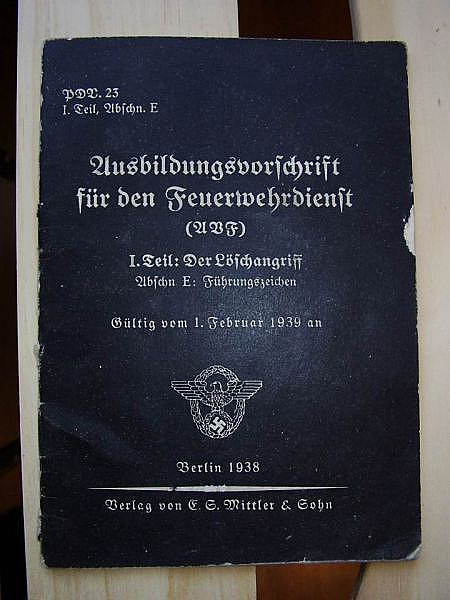 PDV. 23
I. Teil, Abschn. E
Ausbildungsvorschrift
für den Feuerwehrdienst
(AVF)
I. Teil: Der Löschangriff
Abschn E: Führungszeichen
Gültig vom 1. Februar 1939 an
Berlin 1938
Verlag von E. S. Mittler & Sohn